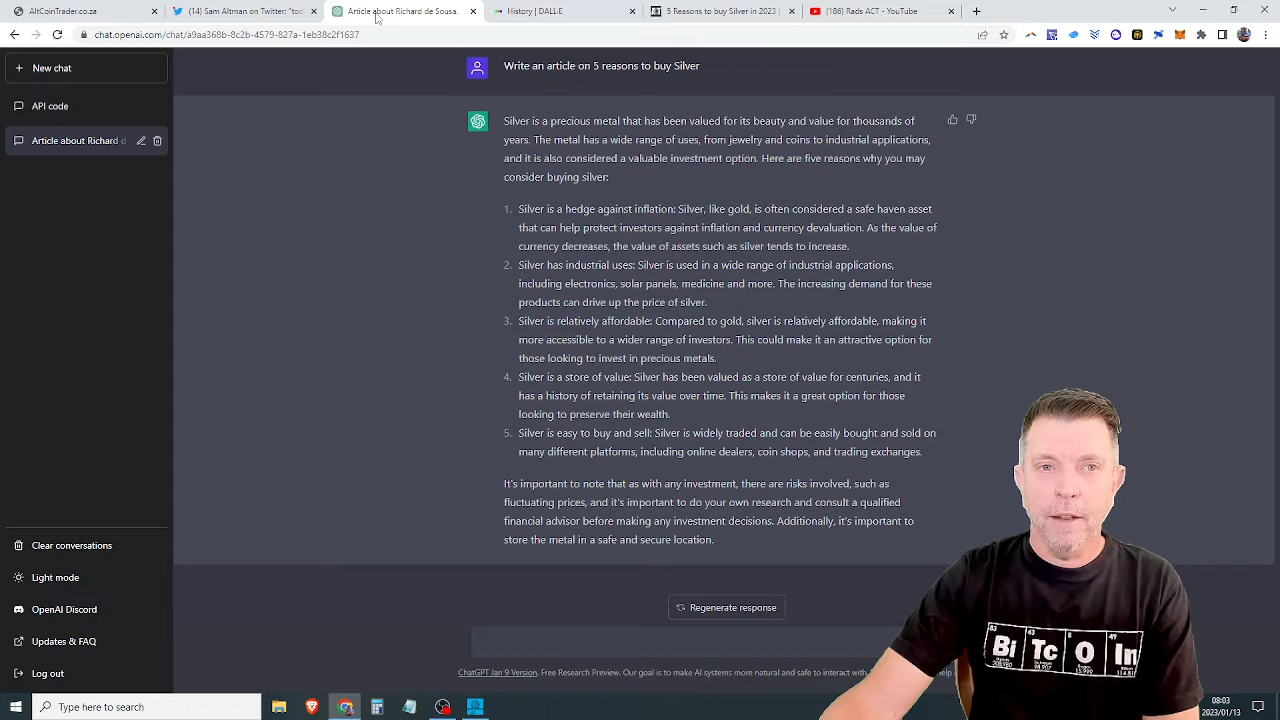 AltCoinTrader.co.za
(14) Sam Altman on Twitter: "tod
Article about Richard de Sousa.
History | DALL·E
5 Reasons to buy Silver in 2023 |
(186) Rads ACT - YouTube
chat.openai.com/chat/a9aa368b-8c2b-4579-827a-1eb38c2f1637
New chat
API code
Article about Richard d
Clear conversations
Light mode
OpenAI Discord
Updates & FAQ
Log out
Write an article on 5 reasons to buy Silver
Silver is a precious metal that has been valued for its beauty and value for thousands of
years. The metal has a wide range of uses, from jewelry and coins to industrial applications,
and it is also considered a valuable investment option. Here are five reasons why you may
consider buying silver:
1. Silver is a hedge against inflation: Silver, like gold, is often considered a safe haven asset
that can help protect investors against inflation and currency devaluation. As the value of
currency decreases, the value of assets such as silver tends to increase.
2. Silver has industrial uses: Silver is used in a wide range of industrial applications,
including electronics, solar panels, medicine and more. The increasing demand for these
products can drive up the price of silver.
3. Silver is relatively affordable: Compared to gold, silver is relatively affordable, making it
more accessible to a wider range of investors. This could make it an attractive option for
those looking to invest in precious metals.
4. Silver is a store of value: Silver has been valued as a store of value for centuries, and it
has a history of retaining its value over time. This makes it a great option for those
looking to preserve their wealth.
5. Silver is easy to buy and sell: Silver is widely traded and can be easily bought and sold on
many different platforms, including online dealers, coin shops, and trading exchanges.
It's important to note that as with any investment, there are risks involved, such as
fluctuating prices, and it's important to do your own research and consult a qualified
financial advisor before making any investment decisions. Additionally, it's important to
store the metal in a safe and secure location.
Regenerate response
ChatGPT Jan 9 Version. Free Research Preview. Our goal is to make AI systems more natural and safe to interact with
help
83 43 8 49
Bi Tc O In
Type here to search
08:03
2023/01/13